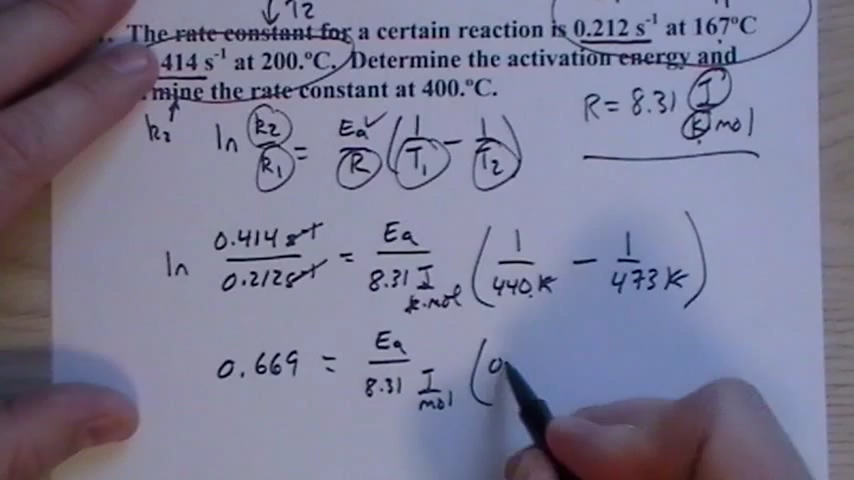 ↓T2
The rate constant for a certain reaction is 0.212 s⁻¹ at 167°C
414 s⁻¹ at 200.°C. Determine the activation energy and
mine the rate constant at 400.°C.
k₂ ln k₂/k₁ = Ea/R (1/T₁ - 1/T₂) R = 8.31 J/K mol
ln 0.414 s⁻¹/0.212 s⁻¹ = Ea/8.31 J/K·mol (1/440.K - 1/473 K)
0.669 = Ea/8.31 J/mol (0